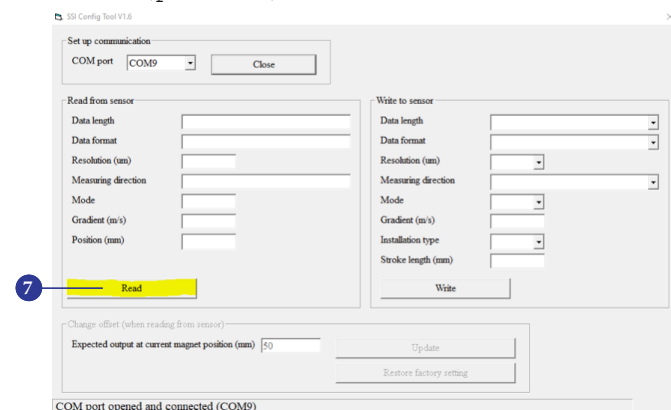 SSI Config Tool V1.6
Set up communication
COM port COM9 Close
Read from sensor
Data length
Data format
Resolution (um)
Measuring direction
Mode
Gradient (m/s)
Position (mm)
7 Read
Write to sensor
Data length
Data format
Resolution (um)
Measuring direction
Mode
Gradient (m/s)
Installation type
Stroke length (mm)
Write
Change offset (when reading from sensor)
Expected output at current magnet position (mm) 50 Update
Restore factory setting
COM port opened and connected (COM9)